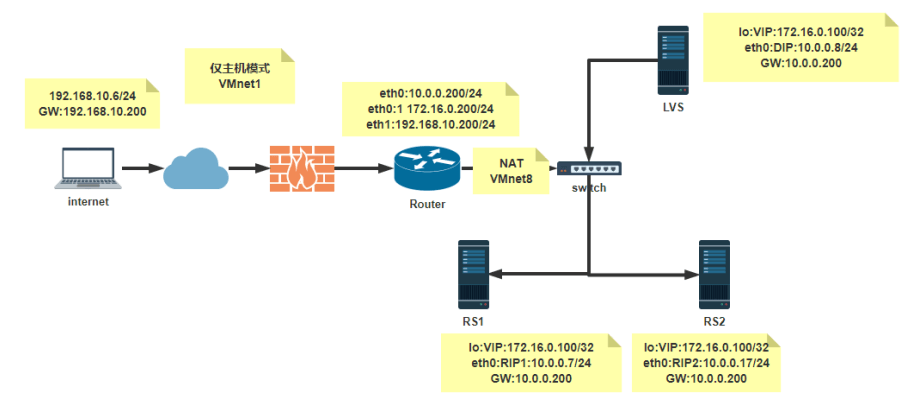 仅主机模式
VMnet1
192.168.10.6/24
GW:192.168.10.200
internet
eth0:10.0.0.200/24
eth0:1 172.16.0.200/24
eth1:192.168.10.200/24
Router
NAT
VMnet8
switch
lo:VIP:172.16.0.100/32
eth0:DIP:10.0.0.8/24
GW:10.0.0.200
LVS
RS1
lo:VIP:172.16.0.100/32
eth0:RIP1:10.0.0.7/24
GW:10.0.0.200
RS2
lo:VIP:172.16.0.100/32
eth0:RIP2:10.0.0.17/24
GW:10.0.0.200